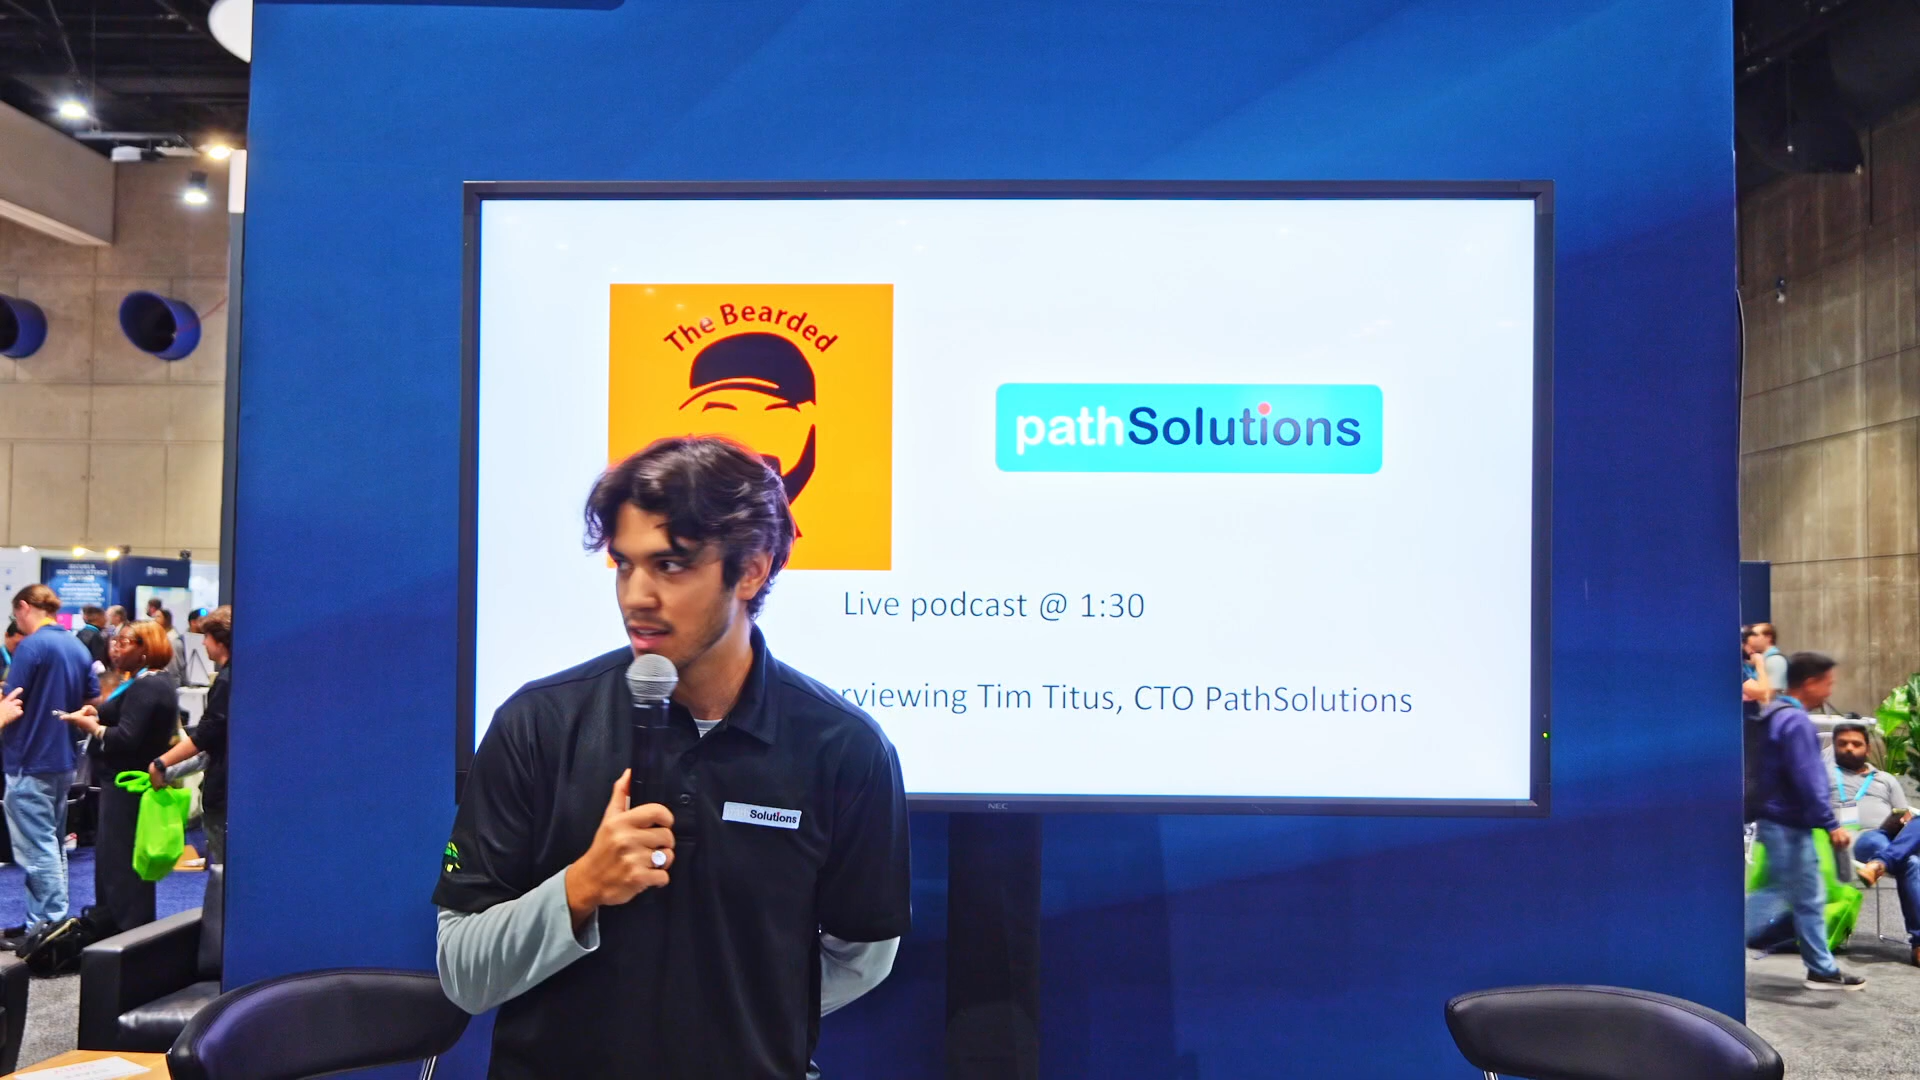 The Bearded
pathSolutions
Live podcast @ 1:30
rviewing Tim Titus, CTO PathSolutions
Solutions
NEC